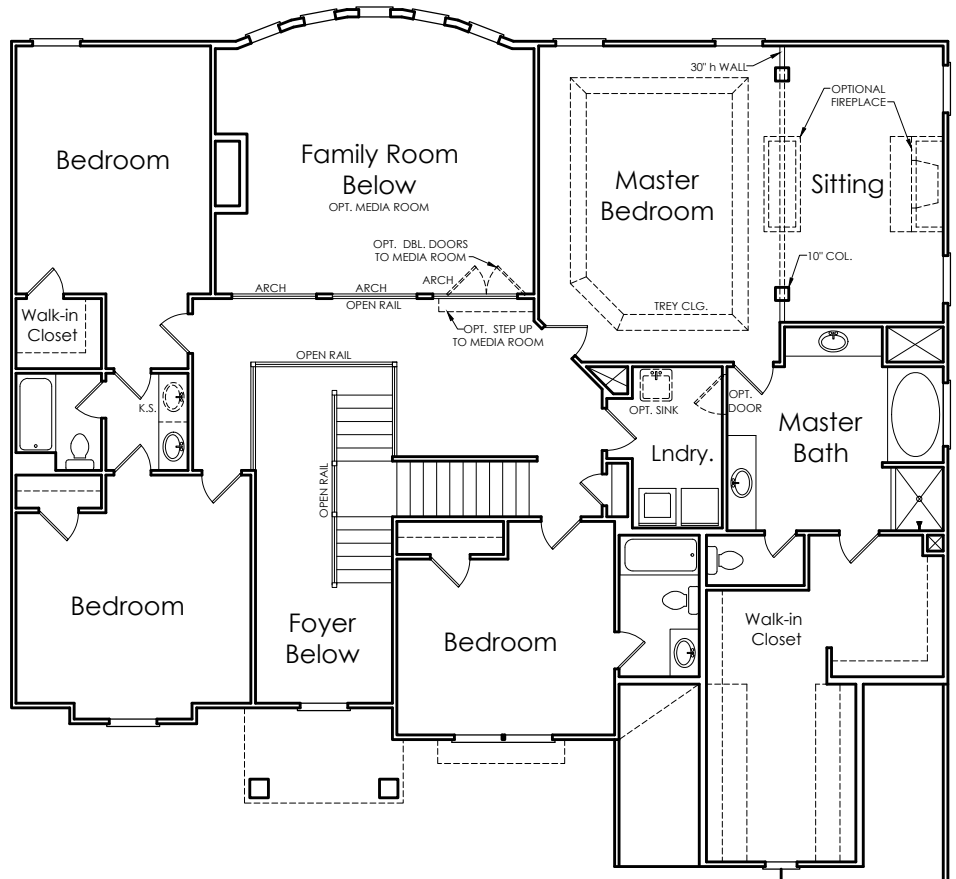 30" h WALL
OPTIONAL
FIREPLACE
Bedroom
Family Room
Below
OPT. MEDIA ROOM
Master
Bedroom
Sitting
OPT. DBL. DOORS
TO MEDIA ROOM
10" COL.
ARCH
ARCH
ARCH
OPEN RAIL
TREY CLG.
Walk-in
Closet
OPT. STEP UP
TO MEDIA ROOM
OPEN RAIL
K.S.
OPT. SINK
OPT.
DOOR
Master
Bath
Lndry.
OPEN RAIL
Bedroom
Foyer
Below
Bedroom
Walk-in
Closet